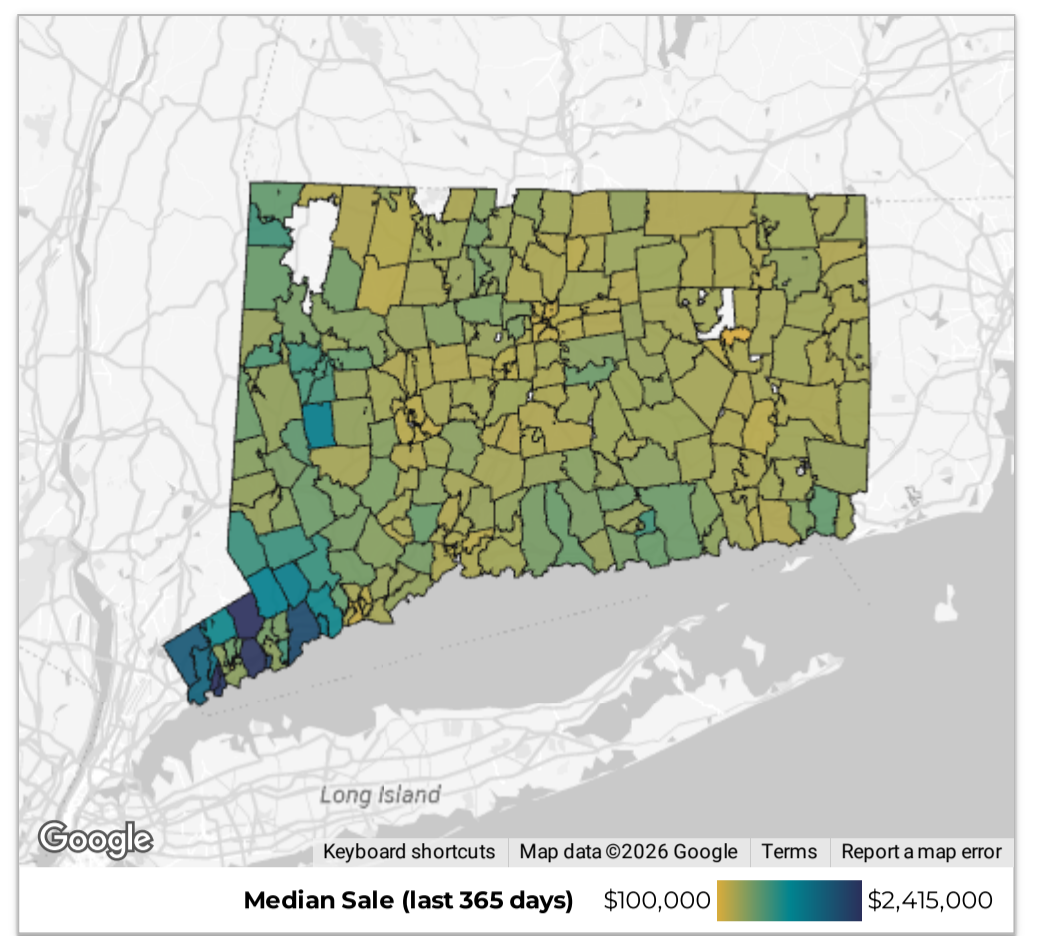 Long Island
Google
Keyboard shortcuts
Map data ©2026 Google
Terms
Report a map error
Median Sale (last 365 days) $100,000 $2,415,000